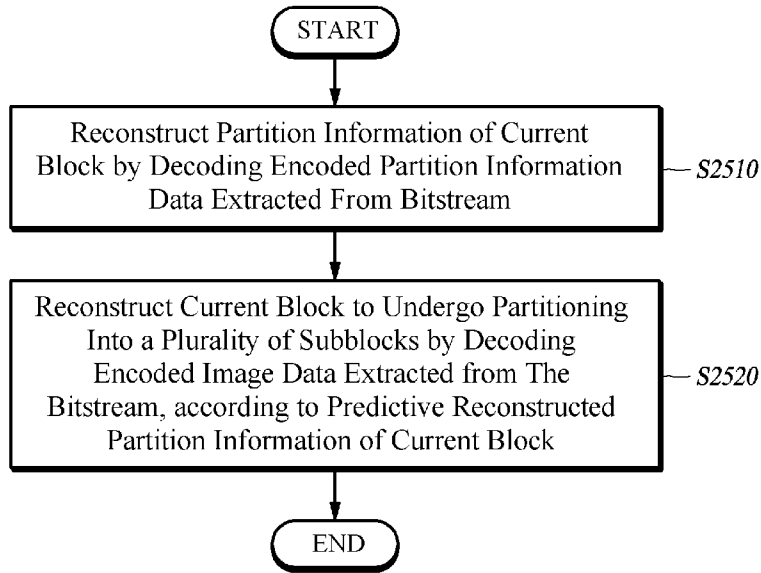 START
Reconstruct Partition Information of Current
Block by Decoding Encoded Partition Information
Data Extracted From Bitstream
S2510
Reconstruct Current Block to Undergo Partitioning
Into a Plurality of Subblocks by Decoding
Encoded Image Data Extracted from The
Bitstream, according to Predictive Reconstructed
Partition Information of Current Block
S2520
END